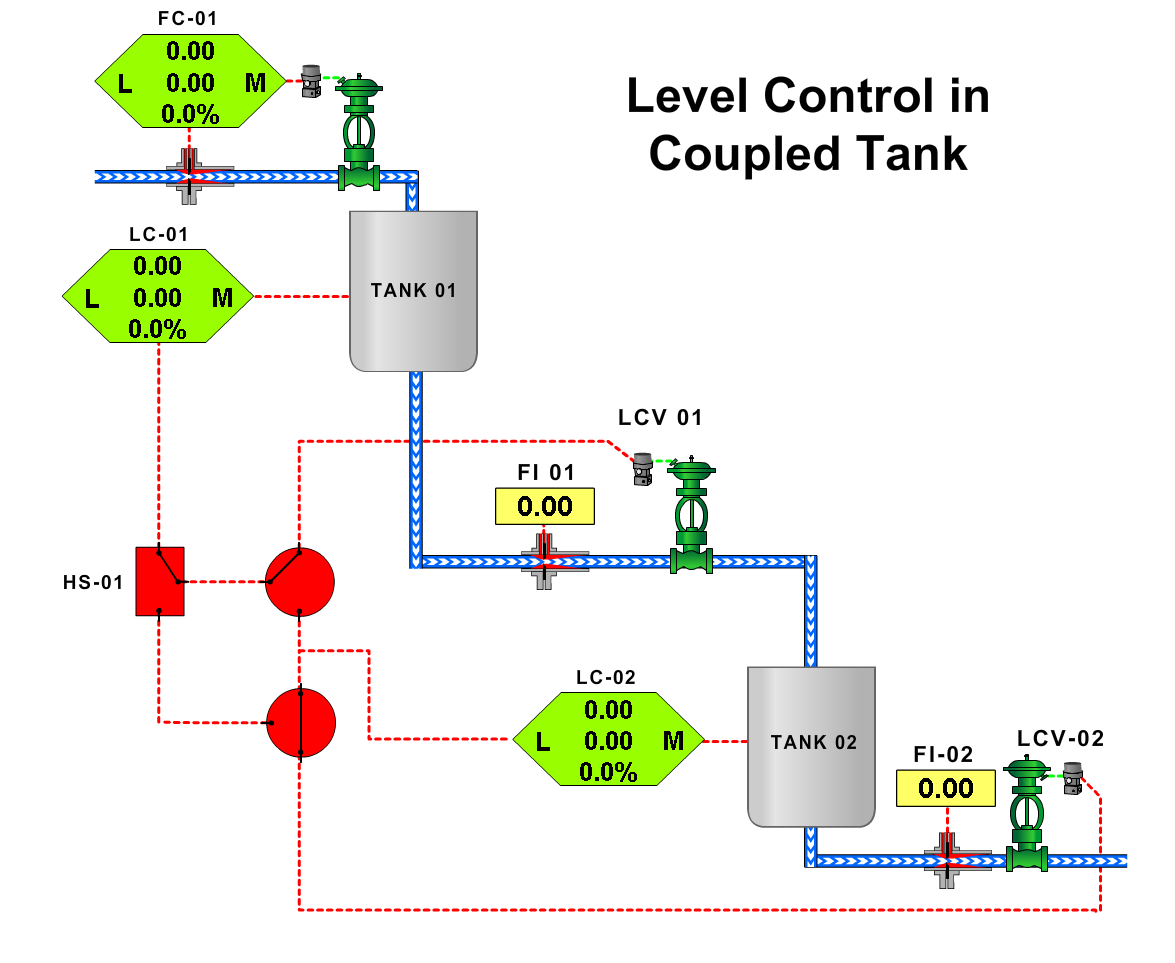 FC-01
0.00
L 0.00 M
0.0%
Level Control in
Coupled Tank
LC-01
0.00
L 0.00 M
0.0%
TANK 01
LCV 01
FI 01
0.00
HS-01
LC-02
0.00
L 0.00 M
0.0%
TANK 02
LCV-02
FI-02
0.00